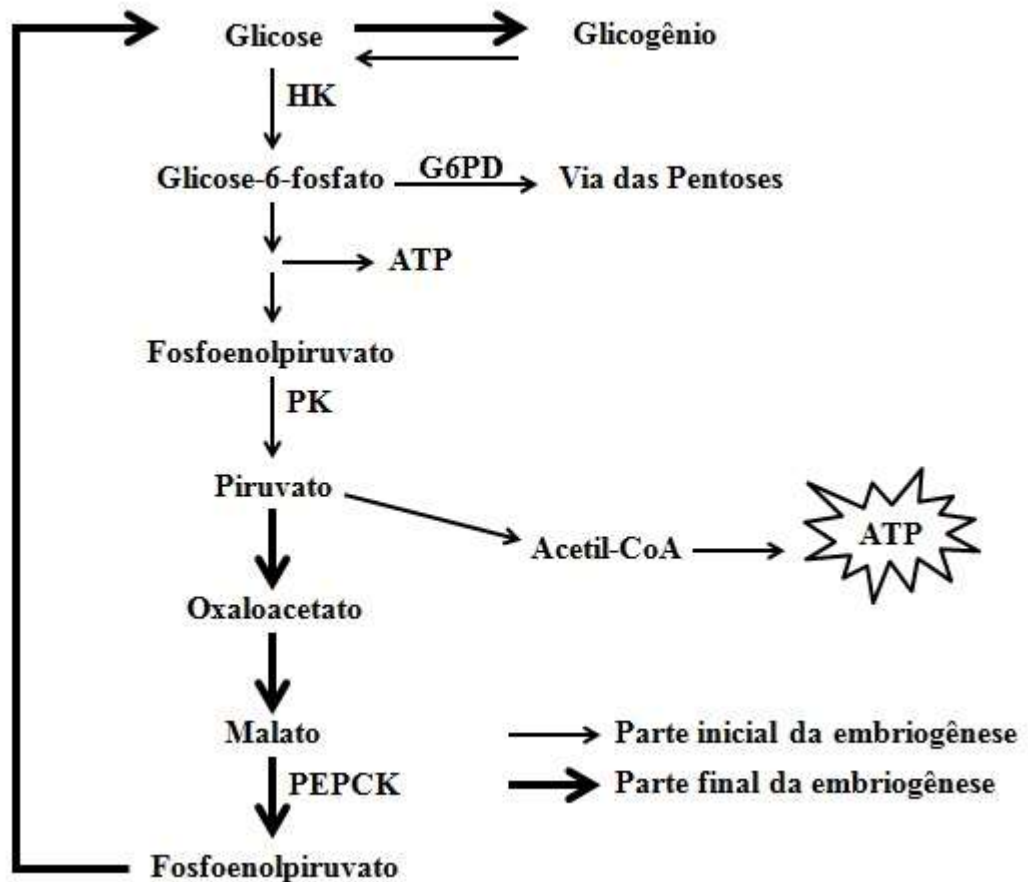 Glicose
Glicogênio
HK
Glicose-6-fosfato
G6PD
Via das Pentoses
ATP
Fosfoenolpiruvato
PK
Piruvato
Acetil-CoA
ATP
Oxaloacetato
Malato
Parte inicial da embriogênese
PEPCK
Parte final da embriogênese
Fosfoenolpiruvato